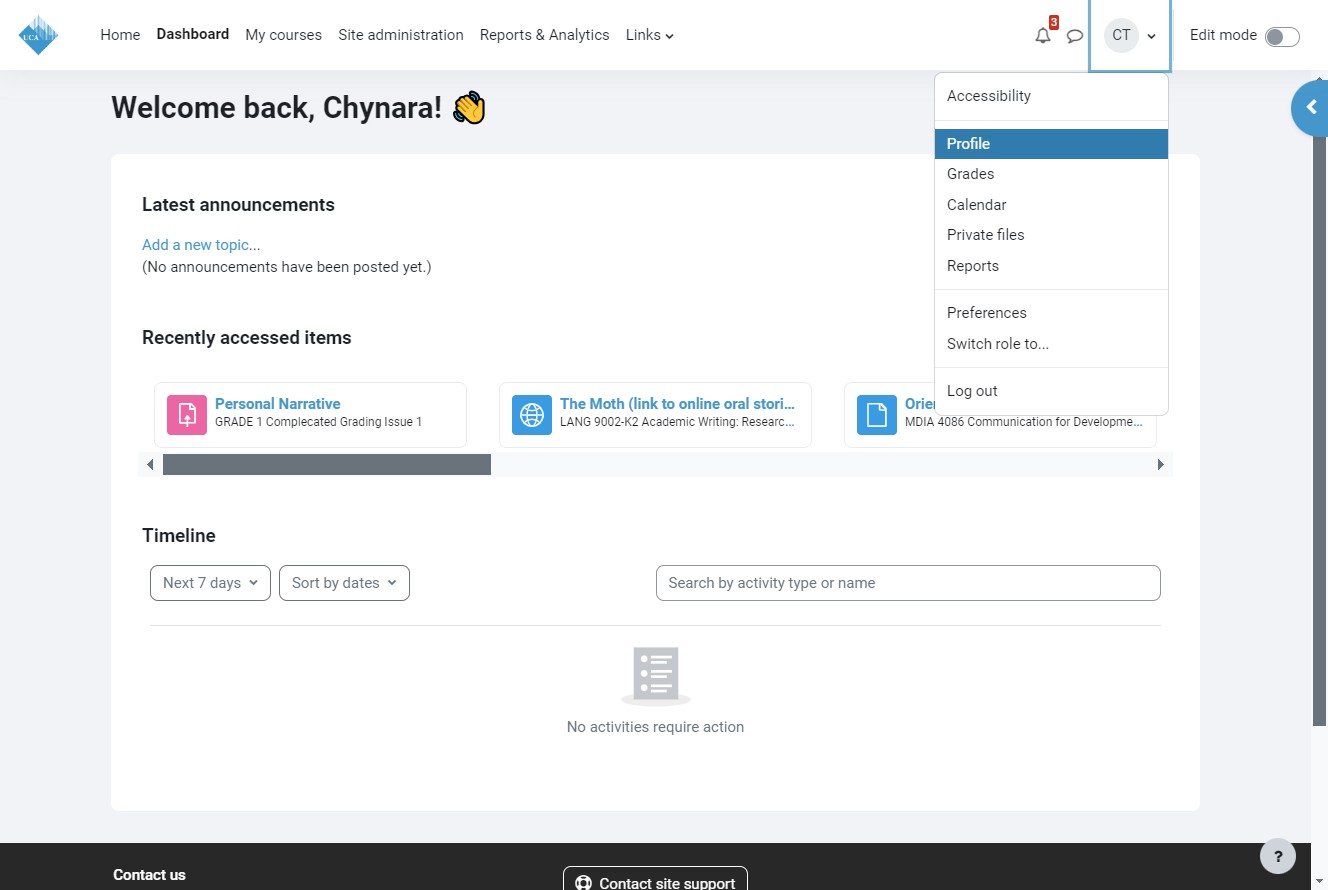 UCA
Home
Dashboard
My courses
Site administration
Reports & Analytics
Links
3
CT
Edit mode
Accessibility
Profile
Grades
Calendar
Private files
Reports
Preferences
Switch role to...
Log out
Welcome back, Chynara! 👋
Latest announcements
Add a new topic...
(No announcements have been posted yet.)
Recently accessed items
Personal Narrative
GRADE 1 Complecated Grading Issue 1
The Moth (link to online oral stori...
LANG 9002-K2 Academic Writing: Researc...
MDIA 4086 Communication for Developme...
Timeline
Next 7 days
Sort by dates
Search by activity type or name
No activities require action
Contact us
Contact site support
?